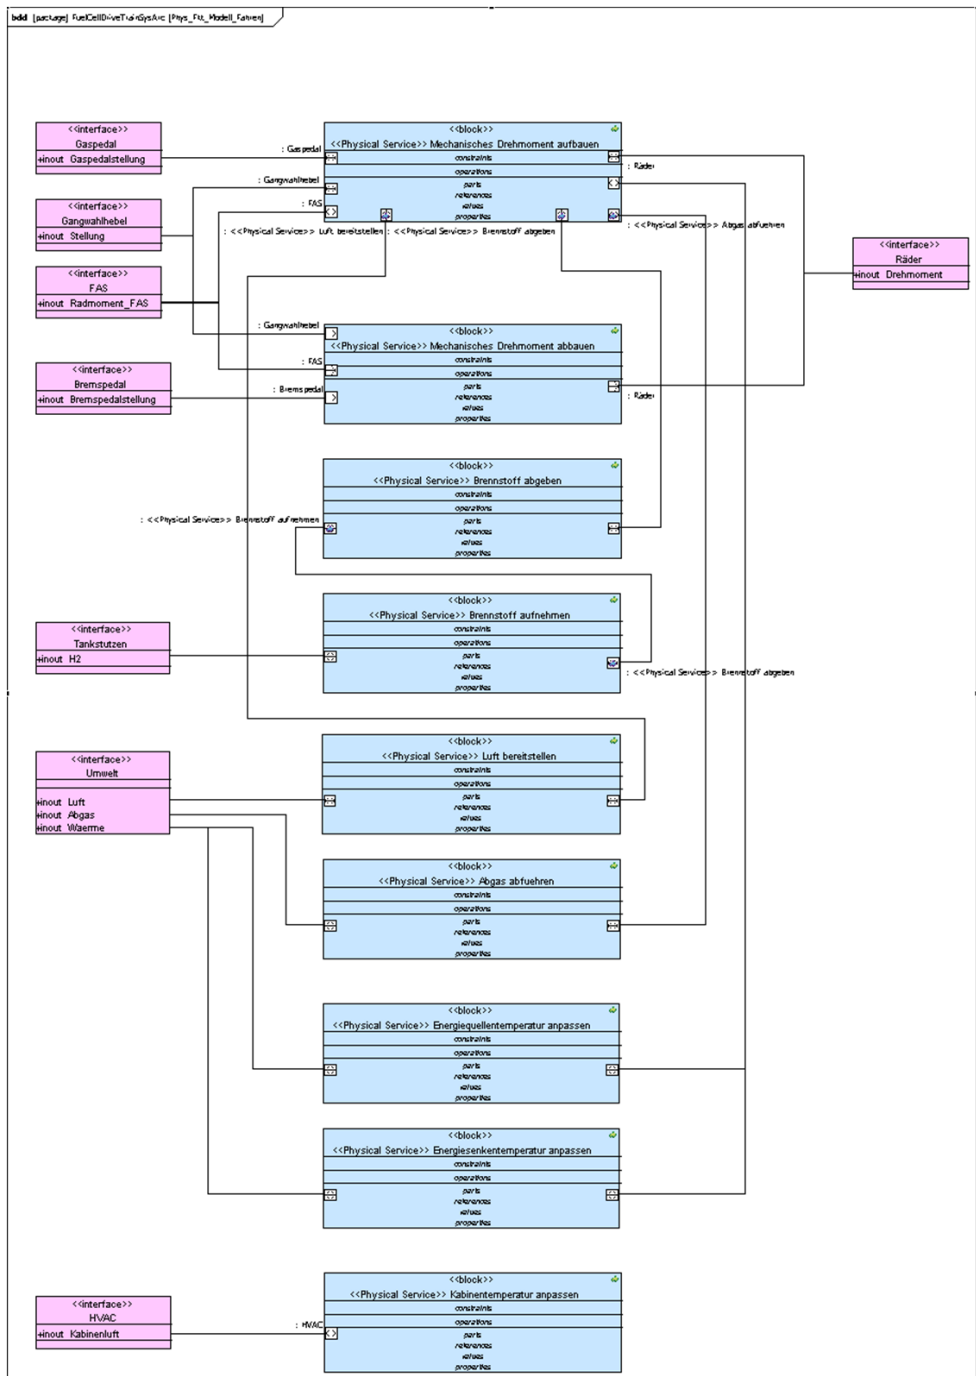 bdd [package] FuelCellDriveTrainSysArc [Phys_Fkt_Modell_Fahren]
<<interface>>
Gaspedal
+inout Gaspedalstellung
<<interface>>
Gangwahlhebel
+inout Stellung
<<interface>>
FAS
+inout Radmoment_FAS
<<interface>>
Bremspedal
+inout Bremspedalstellung
: Gaspedal
: Gangwahlhebel
: FAS
<<block>>
<<Physical Service>> Mechanisches Drehmoment aufbauen
constraints
operations
parts
references
values
properties
: Räder
: <<Physical Service>> Luft bereitstellen
: <<Physical Service>> Brennstoff abgeben
: <<Physical Service>> Abgas abfuehren
<<interface>>
Räder
+inout Drehmoment
: Gangwahlhebel
: FAS
: Bremspedal
<<block>>
<<Physical Service>> Mechanisches Drehmoment abbauen
constraints
operations
parts
references
values
properties
: Räder
<<block>>
<<Physical Service>> Brennstoff abgeben
constraints
operations
parts
references
values
properties
: <<Physical Service>> Brennstoff aufnehmen
<<interface>>
Tankstutzen
+inout H2
<<block>>
<<Physical Service>> Brennstoff aufnehmen
constraints
operations
parts
references
values
properties
: <<Physical Service>> Brennstoff abgeben
<<interface>>
Umwelt
+inout Luft
+inout Abgas
+inout Waerme
<<block>>
<<Physical Service>> Luft bereitstellen
constraints
operations
parts
references
values
properties
<<block>>
<<Physical Service>> Abgas abfuehren
constraints
operations
parts
references
values
properties
<<block>>
<<Physical Service>> Energiequellentemperatur anpassen
constraints
operations
parts
references
values
properties
<<block>>
<<Physical Service>> Energiesenkentemperatur anpassen
constraints
operations
parts
references
values
properties
<<interface>>
HVAC
+inout Kabinenluft
: HVAC
<<block>>
<<Physical Service>> Kabinentemperatur anpassen
constraints
operations
parts
references
values
properties